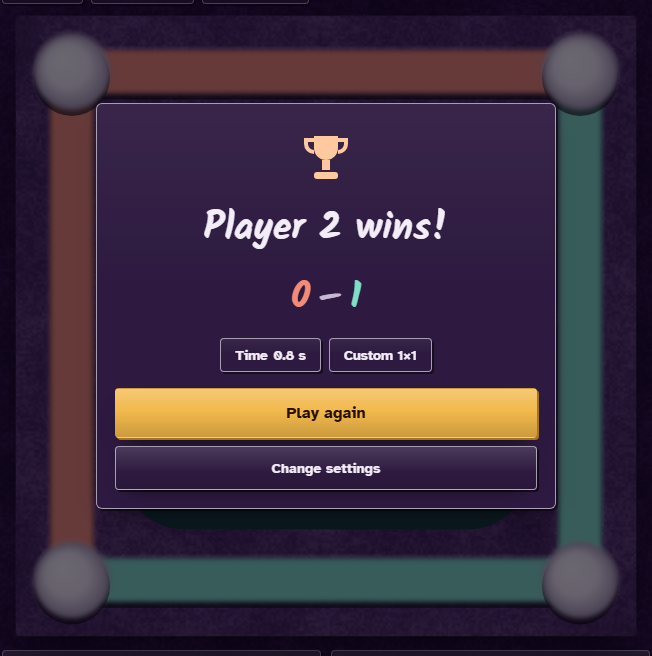 Player 2 wins!
0 – 1
Time 0.8 s
Custom 1×1
Play again
Change settings